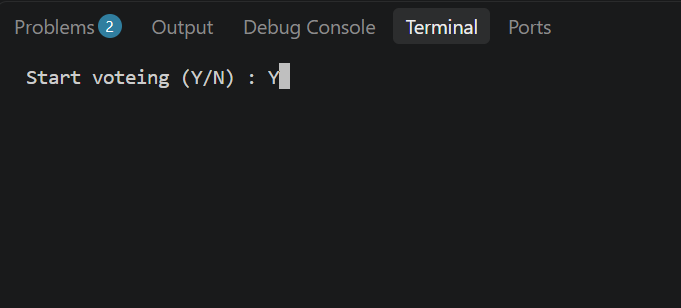 Problems 2 Output Debug Console Terminal Ports
Start voteing (Y/N) : Y